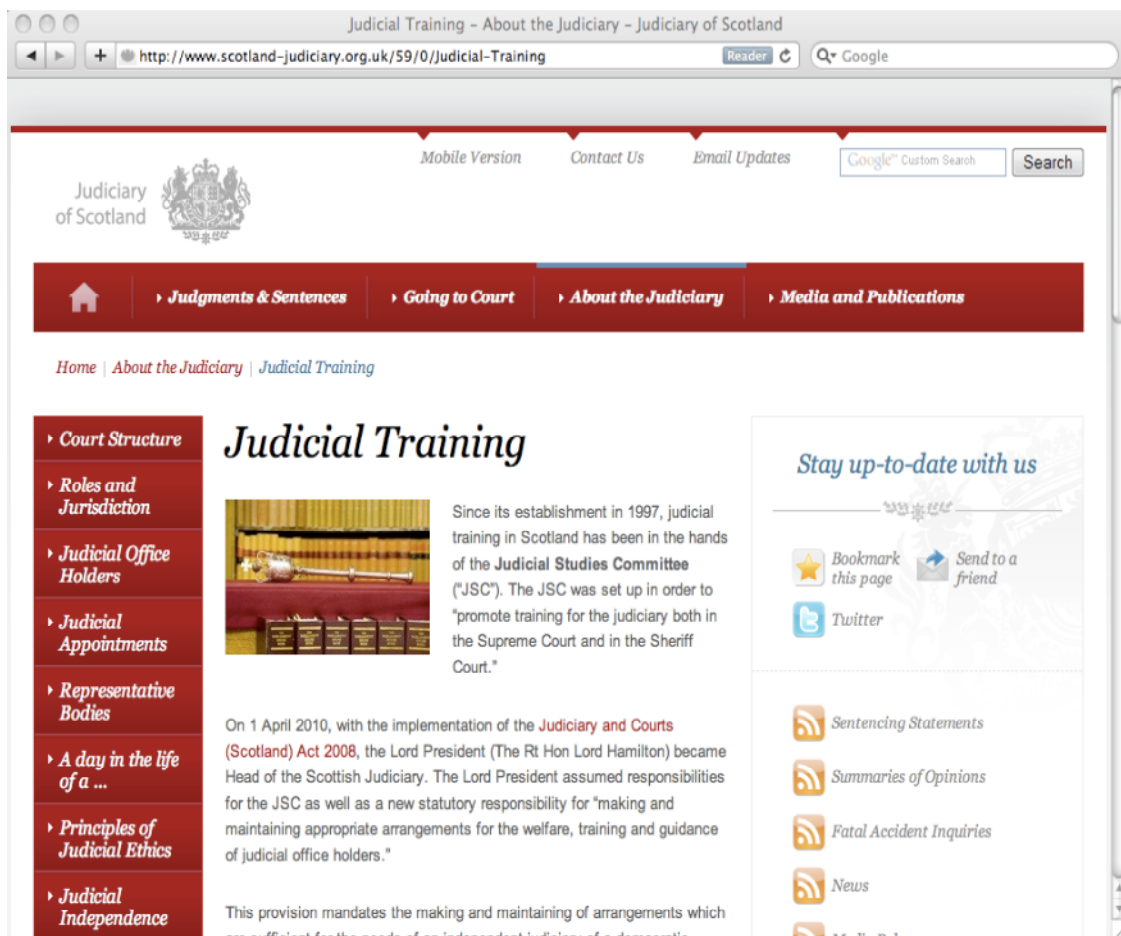 Judicial Training – About the Judiciary – Judiciary of Scotland
http://www.scotland-judiciary.org.uk/59/0/Judicial-Training
Reader
Google
Mobile Version
Contact Us
Email Updates
Google™ Custom Search
Search
Judiciary
of Scotland
Judgments & Sentences
Going to Court
About the Judiciary
Media and Publications
Home | About the Judiciary | Judicial Training
Court Structure
Roles and
Jurisdiction
Judicial Office
Holders
Judicial
Appointments
Representative
Bodies
A day in the life
of a ...
Principles of
Judicial Ethics
Judicial
Independence
Judicial Training
Since its establishment in 1997, judicial
training in Scotland has been in the hands
of the Judicial Studies Committee
("JSC"). The JSC was set up in order to
"promote training for the judiciary both in
the Supreme Court and in the Sheriff
Court."
On 1 April 2010, with the implementation of the Judiciary and Courts
(Scotland) Act 2008, the Lord President (The Rt Hon Lord Hamilton) became
Head of the Scottish Judiciary. The Lord President assumed responsibilities
for the JSC as well as a new statutory responsibility for "making and
maintaining appropriate arrangements for the welfare, training and guidance
of judicial office holders."
This provision mandates the making and maintaining of arrangements which
Stay up-to-date with us
Bookmark
this page
Send to a
friend
Twitter
Sentencing Statements
Summaries of Opinions
Fatal Accident Inquiries
News